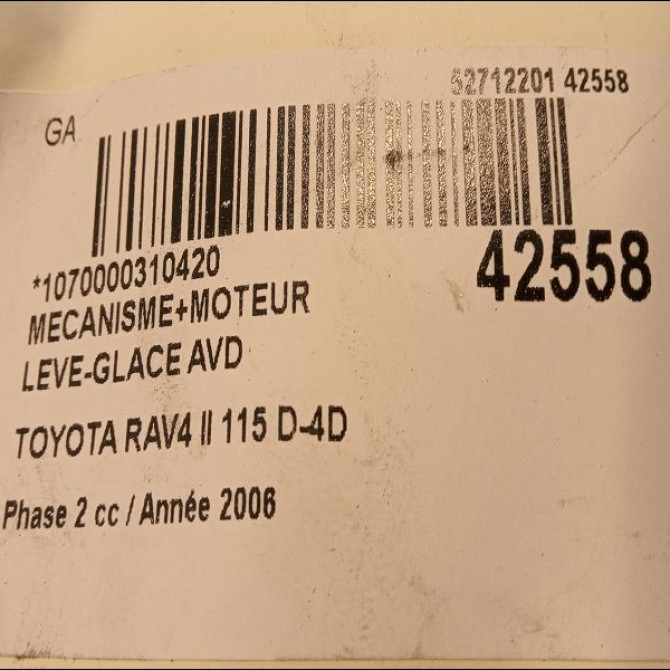 52712201 42558
GA
*1070000310420
42558
MECANISME+MOTEUR
LEVE-GLACE AVD
TOYOTA RAV4 II 115 D-4D
Phase 2 cc / Année 2006